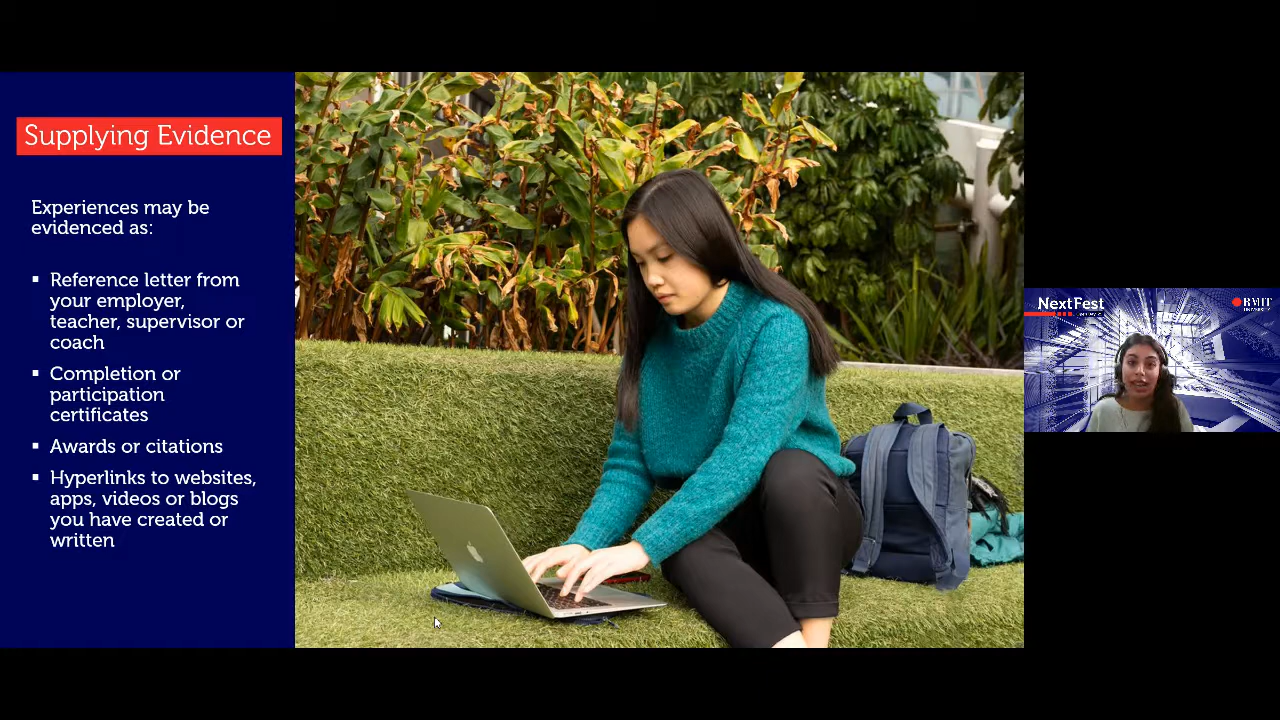 Supplying Evidence
Experiences may be
evidenced as:
▪ Reference letter from
your employer,
teacher, supervisor or
coach
▪ Completion or
participation
certificates
▪ Awards or citations
▪ Hyperlinks to websites,
apps, videos or blogs
you have created or
written
NextFest
RMIT
UNIVERSITY